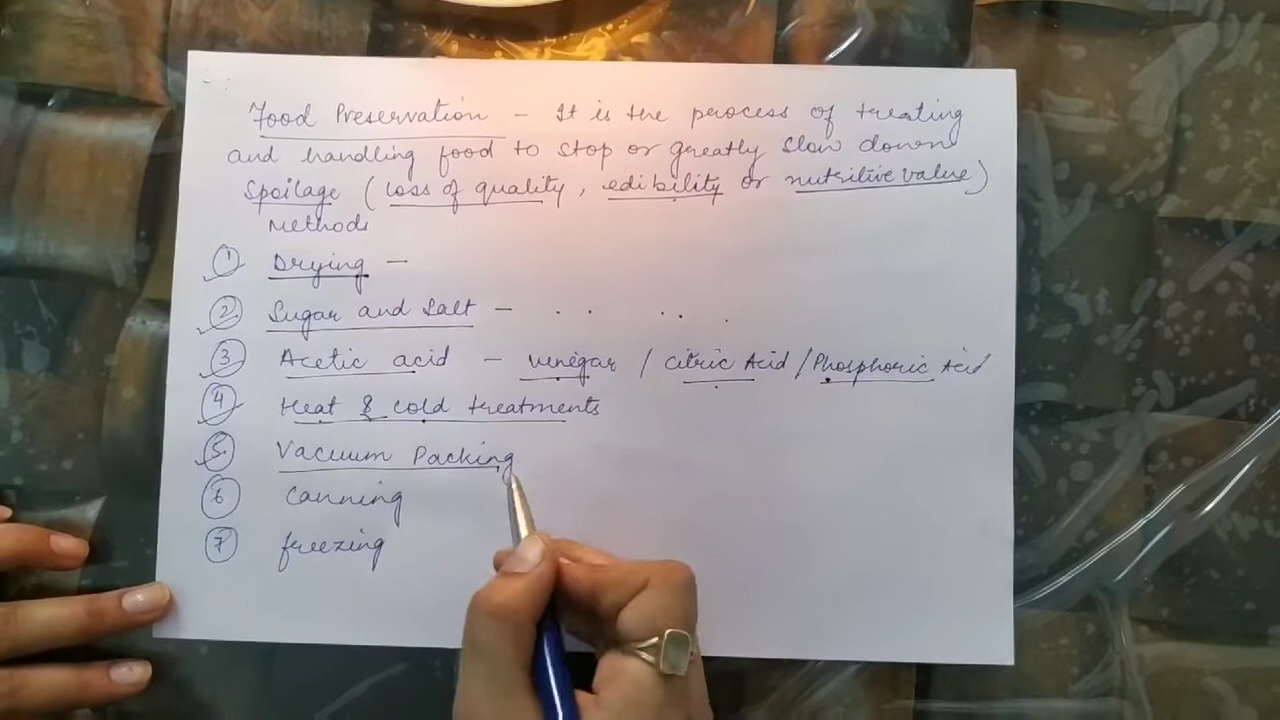 Food Preservation – It is the process of treating
and handling food to stop or greatly slow down
spoilage (loss of quality, edibility or nutritive value)
Methods
1 Drying –
2. Sugar and Salt –
3 Acetic acid – venegar / Citric Acid / Phosphoric Acid
4 Heat & cold treatments
5. Vacuum Packing
6 Canning
7 freezing